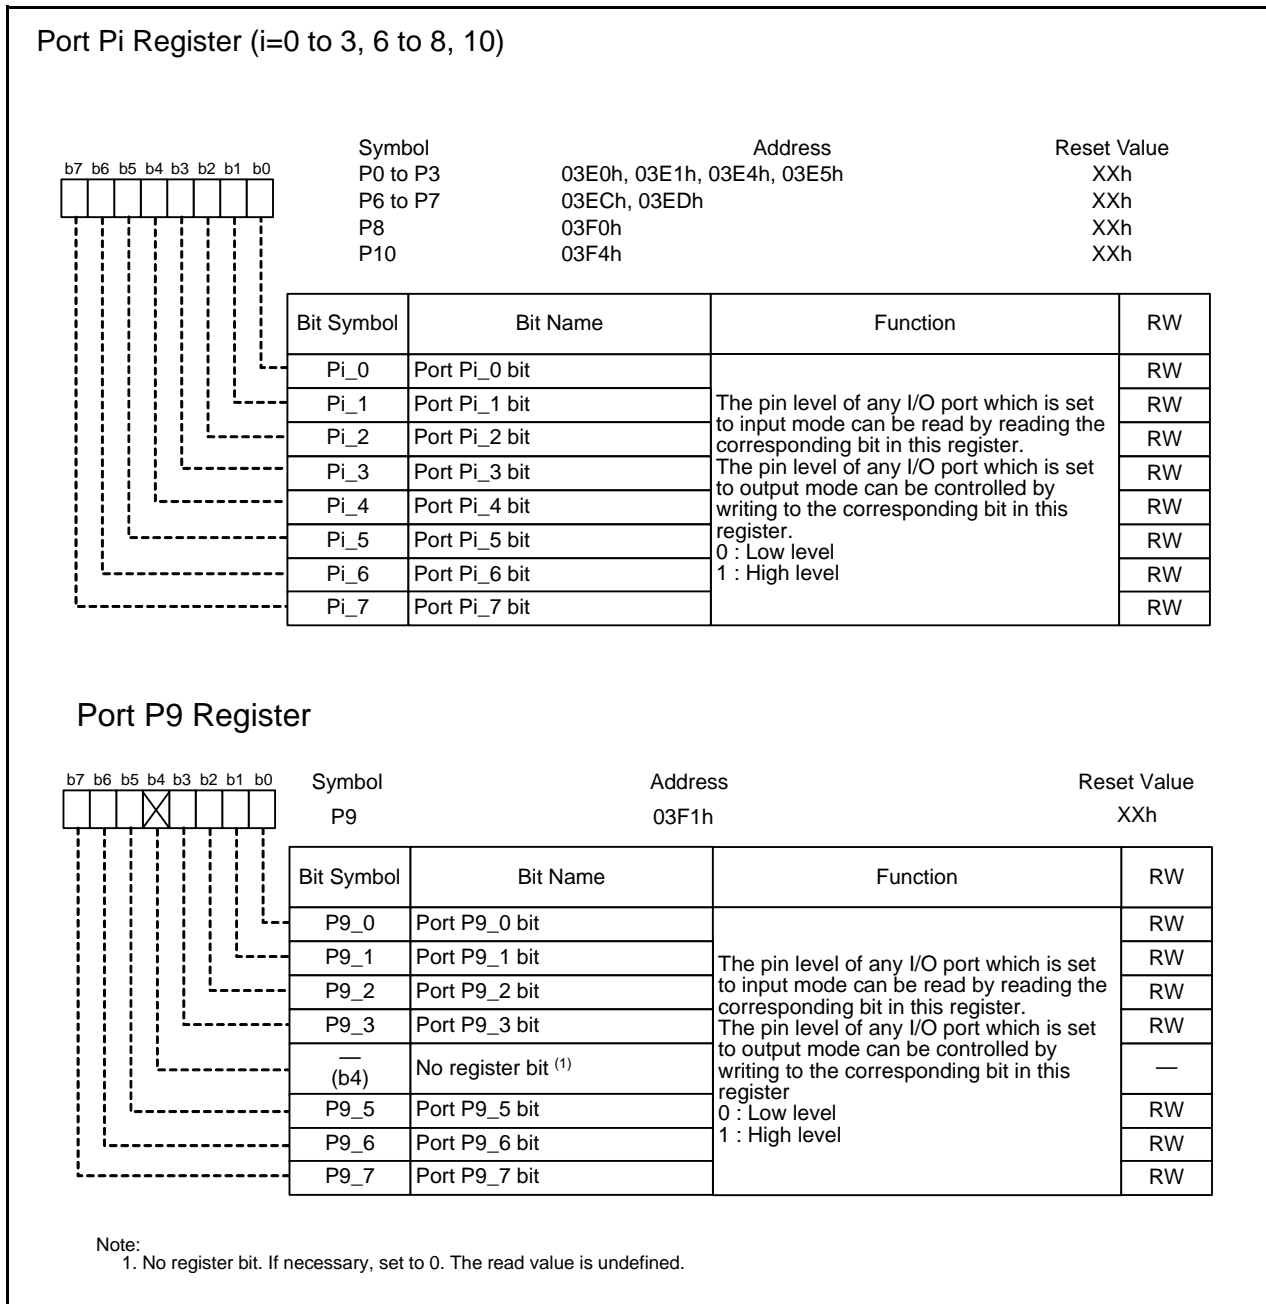 Port Pi Register (i=0 to 3, 6 to 8, 10)
Symbol Address Reset Value
b7 b6 b5 b4 b3 b2 b1 b0
P0 to P3 03E0h, 03E1h, 03E4h, 03E5h XXh
P6 to P7 03ECh, 03EDh XXh
P8 03F0h XXh
P10 03F4h XXh
Bit Symbol Bit Name Function RW
Pi_0 Port Pi_0 bit RW
Pi_1 Port Pi_1 bit RW
Pi_2 Port Pi_2 bit RW
Pi_3 Port Pi_3 bit RW
Pi_4 Port Pi_4 bit RW
Pi_5 Port Pi_5 bit RW
Pi_6 Port Pi_6 bit RW
Pi_7 Port Pi_7 bit RW
The pin level of any I/O port which is set
to input mode can be read by reading the
corresponding bit in this register.
The pin level of any I/O port which is set
to output mode can be controlled by
writing to the corresponding bit in this
register.
0 : Low level
1 : High level
Port P9 Register
b7 b6 b5 b4 b3 b2 b1 b0 Symbol Address Reset Value
P9 03F1h XXh
Bit Symbol Bit Name Function RW
P9_0 Port P9_0 bit RW
P9_1 Port P9_1 bit RW
P9_2 Port P9_2 bit RW
P9_3 Port P9_3 bit RW
—
(b4) No register bit (1) —
P9_5 Port P9_5 bit RW
P9_6 Port P9_6 bit RW
P9_7 Port P9_7 bit RW
The pin level of any I/O port which is set
to input mode can be read by reading the
corresponding bit in this register.
The pin level of any I/O port which is set
to output mode can be controlled by
writing to the corresponding bit in this
register
0 : Low level
1 : High level
Note:
1. No register bit. If necessary, set to 0. The read value is undefined.